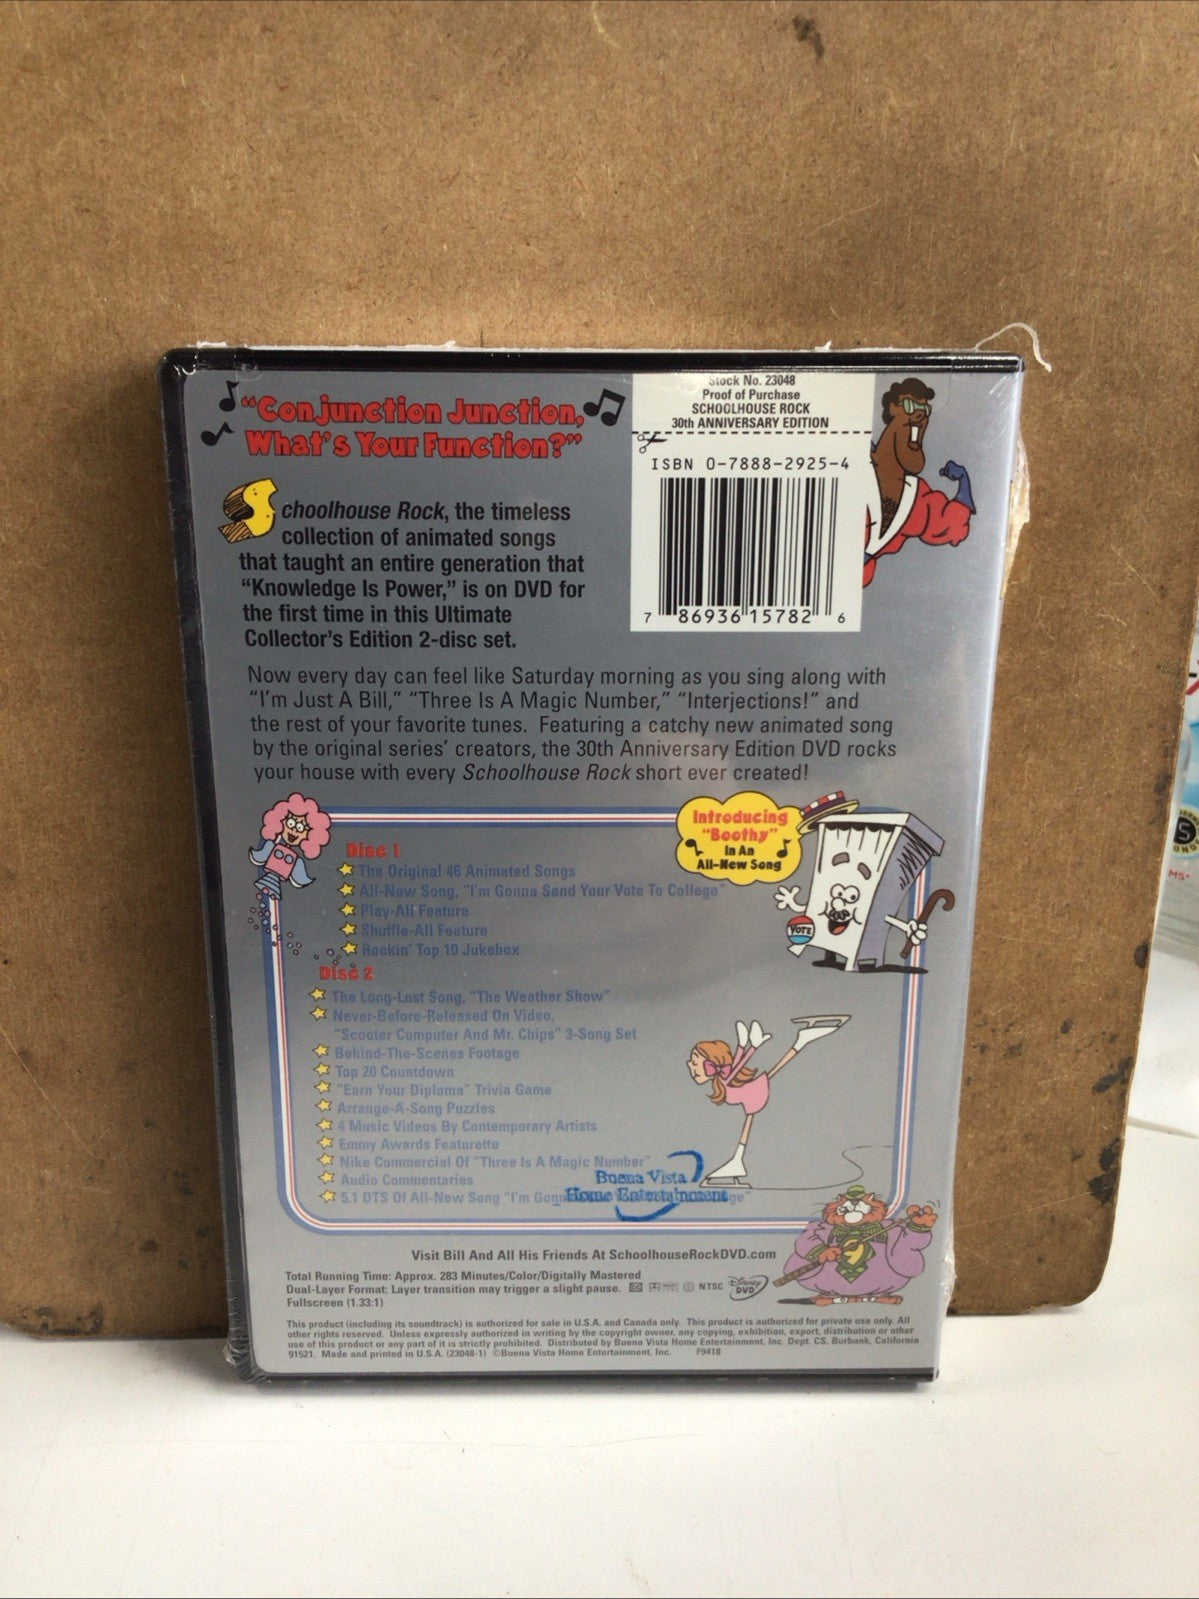 "Conjunction Junction,
What's Your Function?"
Stock No. 23048
Proof of Purchase
SCHOOLHOUSE ROCK
30th ANNIVERSARY EDITION
ISBN 0-7888-2925-4
7 86936 15782 6
Schoolhouse Rock, the timeless
collection of animated songs
that taught an entire generation that
"Knowledge Is Power," is on DVD for
the first time in this Ultimate
Collector's Edition 2-disc set.
Now every day can feel like Saturday morning as you sing along with
"I'm Just A Bill," "Three Is A Magic Number," "Interjections!" and
the rest of your favorite tunes. Featuring a catchy new animated song
by the original series' creators, the 30th Anniversary Edition DVD rocks
your house with every Schoolhouse Rock short ever created!
Introducing
"Boothy"
In An
All-New Song
VOTE
Disc 1
The Original 46 Animated Songs
All-New Song, "I'm Gonna Send Your Vote To College"
Play-All Feature
Shuffle-All Feature
Rockin' Top 10 Jukebox
Disc 2
The Long-Lost Song, "The Weather Show"
Never-Before-Released On Video,
"Scooter Computer And Mr. Chips" 3-Song Set
Behind-The-Scenes Footage
Top 20 Countdown
"Earn Your Diploma" Trivia Game
Arrange-A-Song Puzzles
4 Music Videos By Contemporary Artists
Emmy Awards Featurette
Nike Commercial Of "Three Is A Magic Number"
Audio Commentaries
5.1 DTS Of All-New Song "I'm Gonn
Buena Vista
Home Entertainment
Visit Bill And All His Friends At SchoolhouseRockDVD.com
Total Running Time: Approx. 283 Minutes/Color/Digitally Mastered
Dual-Layer Format: Layer transition may trigger a slight pause. NTSC Disney DVD
Fullscreen (1.33:1)
This product (including its soundtrack) is authorized for sale in U.S.A. and Canada only. This product is authorized for private use only. All
other rights reserved. Unless expressly authorized in writing by the copyright owner, any copying, exhibition, export, distribution or other
use of this product or any part of it is strictly prohibited. Distributed by Buena Vista Home Entertainment, Inc. Dept. CS, Burbank, California
91521. Made and printed in U.S.A. (23048-1) ©Buena Vista Home Entertainment, Inc. F9418